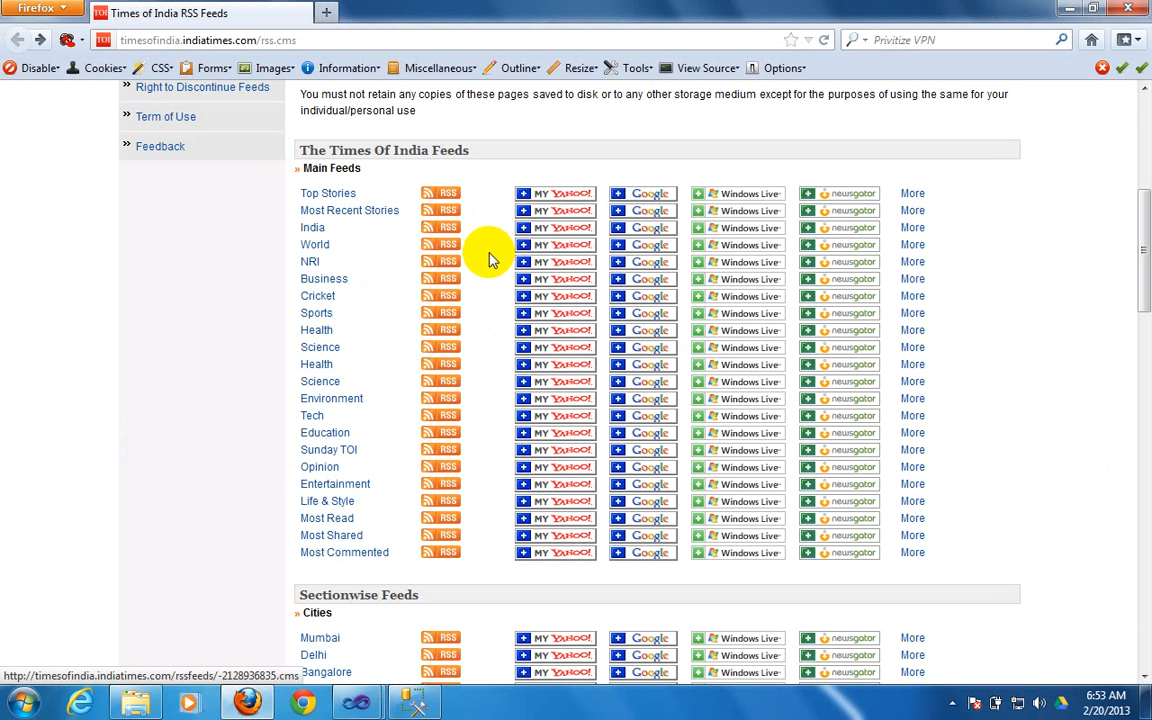 Firefox
Times of India RSS Feeds
timesofindia.indiatimes.com/rss.cms
Privitize VPN
Disable Cookies CSS Forms Images Information Miscellaneous Outline Resize Tools View Source Options
Right to Discontinue Feeds
Term of Use
Feedback
You must not retain any copies of these pages saved to disk or to any other storage medium except for the purposes of using the same for your
individual/personal use
The Times Of India Feeds
» Main Feeds
Top Stories RSS MY YAHOO! Google Windows Live newsgator More
Most Recent Stories RSS MY YAHOO! Google Windows Live newsgator More
India RSS MY YAHOO! Google Windows Live newsgator More
World RSS MY YAHOO! Google Windows Live newsgator More
NRI RSS MY YAHOO! Google Windows Live newsgator More
Business RSS MY YAHOO! Google Windows Live newsgator More
Cricket RSS MY YAHOO! Google Windows Live newsgator More
Sports RSS MY YAHOO! Google Windows Live newsgator More
Health RSS MY YAHOO! Google Windows Live newsgator More
Science RSS MY YAHOO! Google Windows Live newsgator More
Health RSS MY YAHOO! Google Windows Live newsgator More
Science RSS MY YAHOO! Google Windows Live newsgator More
Environment RSS MY YAHOO! Google Windows Live newsgator More
Tech RSS MY YAHOO! Google Windows Live newsgator More
Education RSS MY YAHOO! Google Windows Live newsgator More
Sunday TOI RSS MY YAHOO! Google Windows Live newsgator More
Opinion RSS MY YAHOO! Google Windows Live newsgator More
Entertainment RSS MY YAHOO! Google Windows Live newsgator More
Life & Style RSS MY YAHOO! Google Windows Live newsgator More
Most Read RSS MY YAHOO! Google Windows Live newsgator More
Most Shared RSS MY YAHOO! Google Windows Live newsgator More
Most Commented RSS MY YAHOO! Google Windows Live newsgator More
Sectionwise Feeds
» Cities
Mumbai RSS MY YAHOO! Google Windows Live newsgator More
Delhi RSS MY YAHOO! Google Windows Live newsgator More
Bangalore RSS MY YAHOO! Google Windows Live newsgator More
http://timesofindia.indiatimes.com/rssfeeds/-2128936835.cms
6:53 AM
2/20/2013